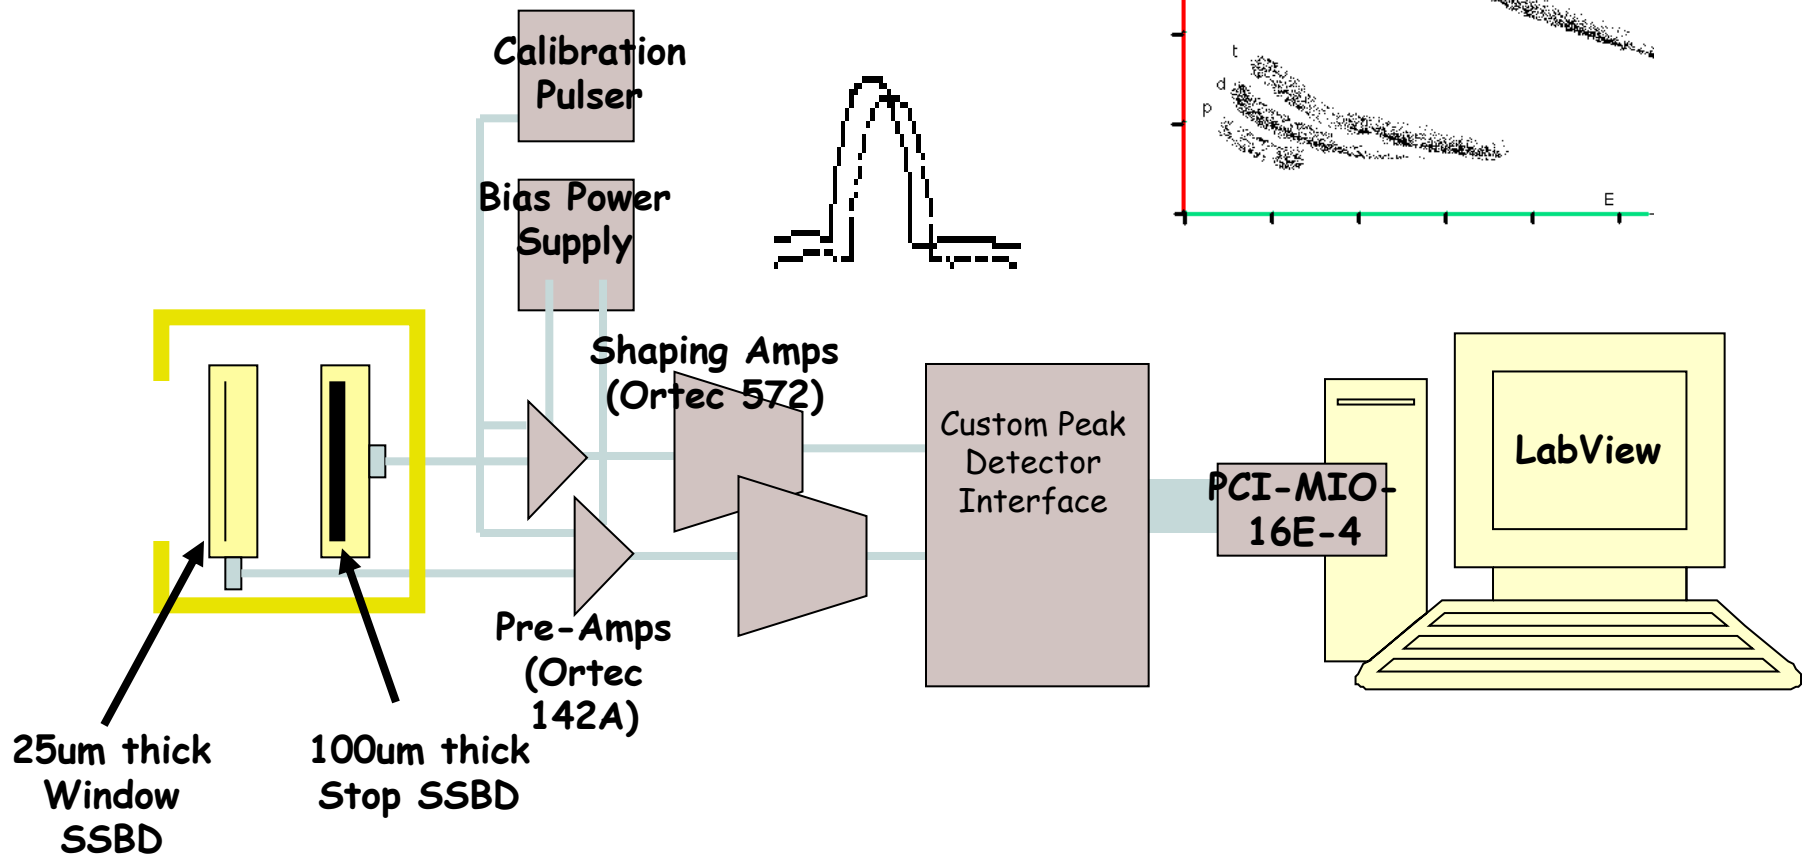 Calibration
Pulser
t
d
p
E
Bias Power
Supply
Shaping Amps
(Ortec 572)
Custom Peak
Detector
Interface
PCI-MIO-
16E-4
LabView
Pre-Amps
(Ortec
142A)
25um thick
Window
SSBD
100um thick
Stop SSBD